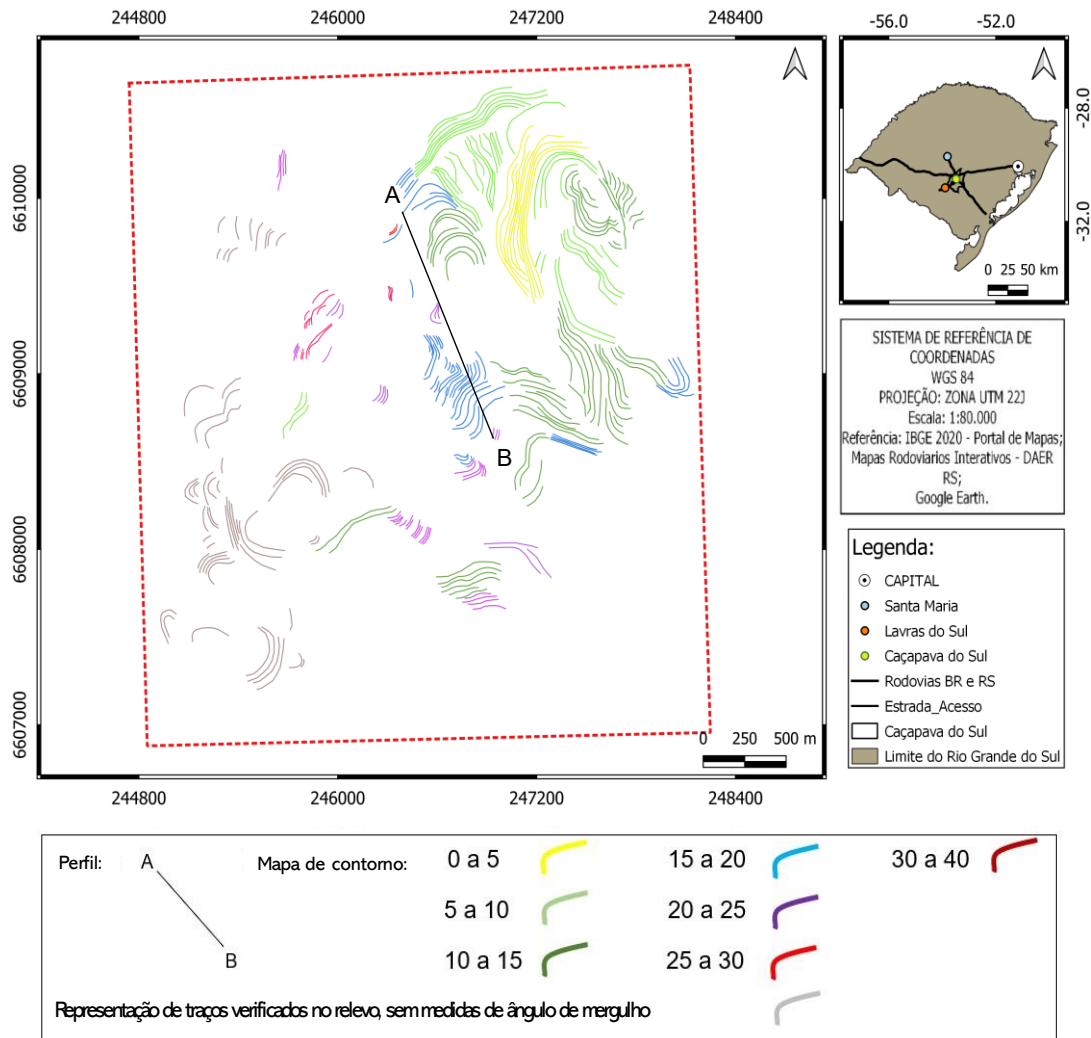 244800 246000 247200 248400
-56.0 -52.0
6610000
6609000
6608000
6607000
A
B
0 250 500 m
244800 246000 247200 248400
-28.0
-32.0
0 25 50 km
SISTEMA DE REFERÊNCIA DE
COORDENADAS
WGS 84
PROJEÇÃO: ZONA UTM 22J
Escala: 1:80.000
Referência: IBGE 2020 - Portal de Mapas;
Mapas Rodoviarios Interativos - DAER
RS;
Google Earth.
Legenda:
CAPITAL
Santa Maria
Lavras do Sul
Caçapava do Sul
Rodovias BR e RS
Estrada_Acesso
Caçapava do Sul
Limite do Rio Grande do Sul
Perfil: A
B
Mapa de contorno:
0 a 5
5 a 10
10 a 15
15 a 20
20 a 25
25 a 30
30 a 40
Representação de traços verificados no relevo, sem medidas de ângulo de mergulho